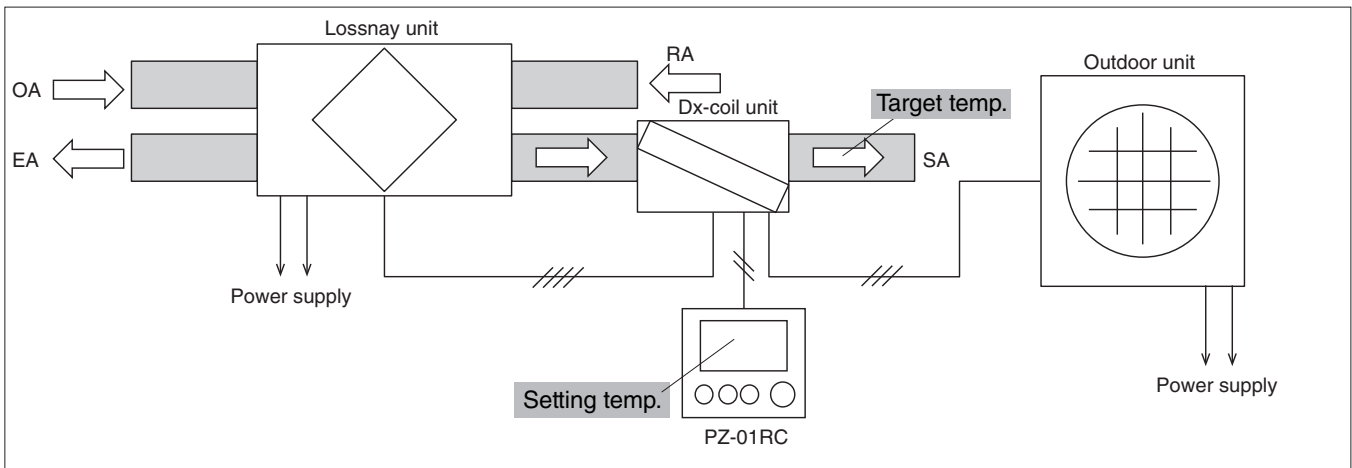 Lossnay unit
OA
RA
Outdoor unit
Dx-coil unit
Target temp.
EA
SA
Power supply
Setting temp.
Power supply
PZ-01RC